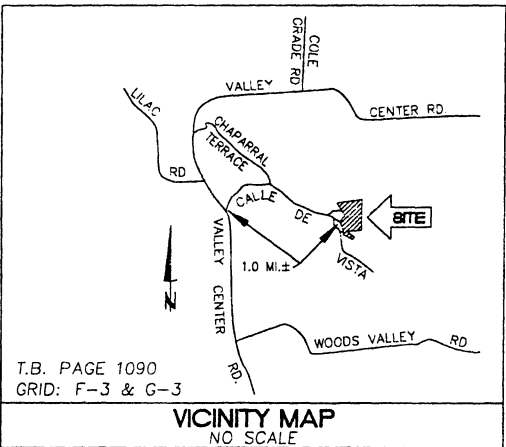 COLE
GRADE RD
VALLEY
CENTER RD.
LILAC
RD
CHAPARRAL
TERRACE
CALLE
DE
VISTA
SITE
1.0 MI.±
N
VALLEY
CENTER
RD.
WOODS VALLEY
RD
T.B. PAGE 1090
GRID: F-3 & G-3
VICINITY MAP
NO SCALE